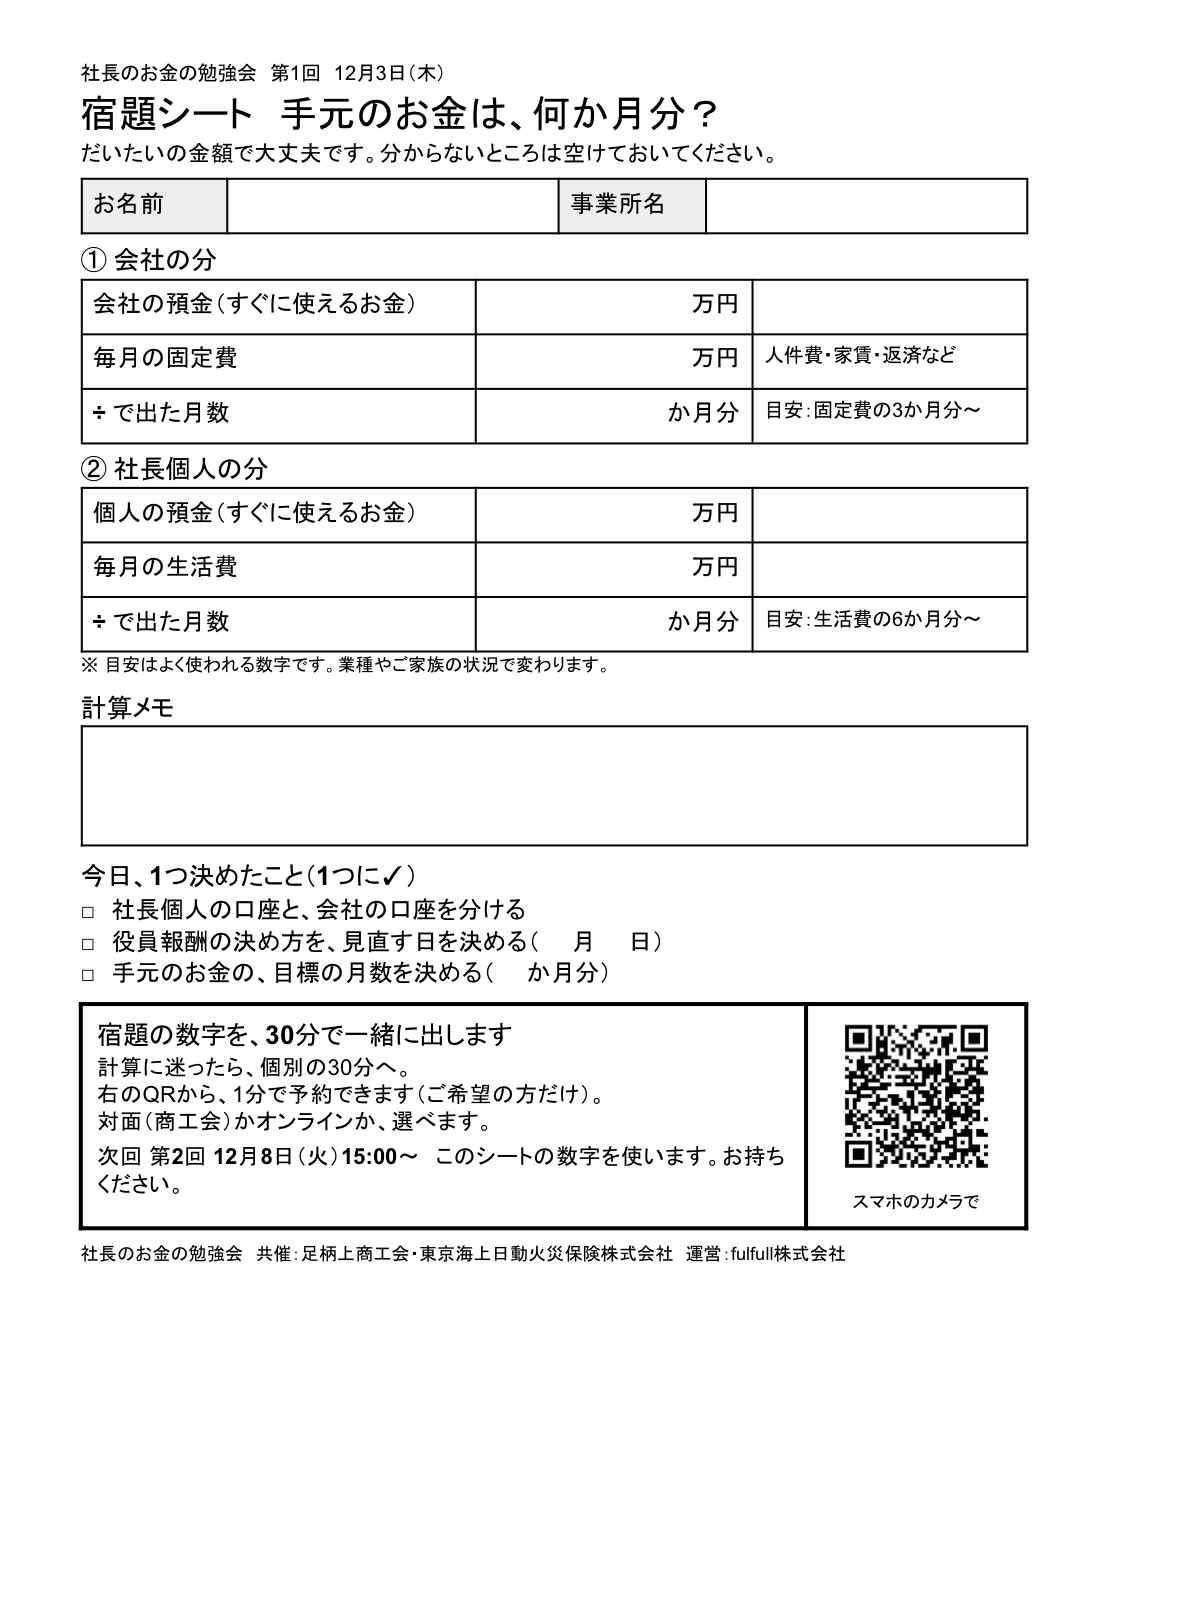 社長のお金の勉強会　第1回　12月3日（木）
宿題シート　手元のお金は、何か月分？
だいたいの金額で大丈夫です。分からないところは空けておいてください。
お名前　事業所名
① 会社の分
会社の預金（すぐに使えるお金）　万円
毎月の固定費　万円　人件費・家賃・返済など
÷ で出た月数　か月分　目安：固定費の3か月分～
② 社長個人の分
個人の預金（すぐに使えるお金）　万円
毎月の生活費　万円
÷ で出た月数　か月分　目安：生活費の6か月分～
※ 目安はよく使われる数字です。業種やご家族の状況で変わります。
計算メモ
今日、1つ決めたこと（1つに✓）
□ 社長個人の口座と、会社の口座を分ける
□ 役員報酬の決め方を、見直す日を決める（　月　日）
□ 手元のお金の、目標の月数を決める（　か月分）
宿題の数字を、30分で一緒に出します
計算に迷ったら、個別の30分へ。
右のQRから、1分で予約できます（ご希望の方だけ）。
対面（商工会）かオンラインか、選べます。
次回 第2回 12月8日（火）15:00～　このシートの数字を使います。お持ち
ください。
スマホのカメラで
社長のお金の勉強会　共催：足柄上商工会・東京海上日動火災保険株式会社　運営：fulfull株式会社